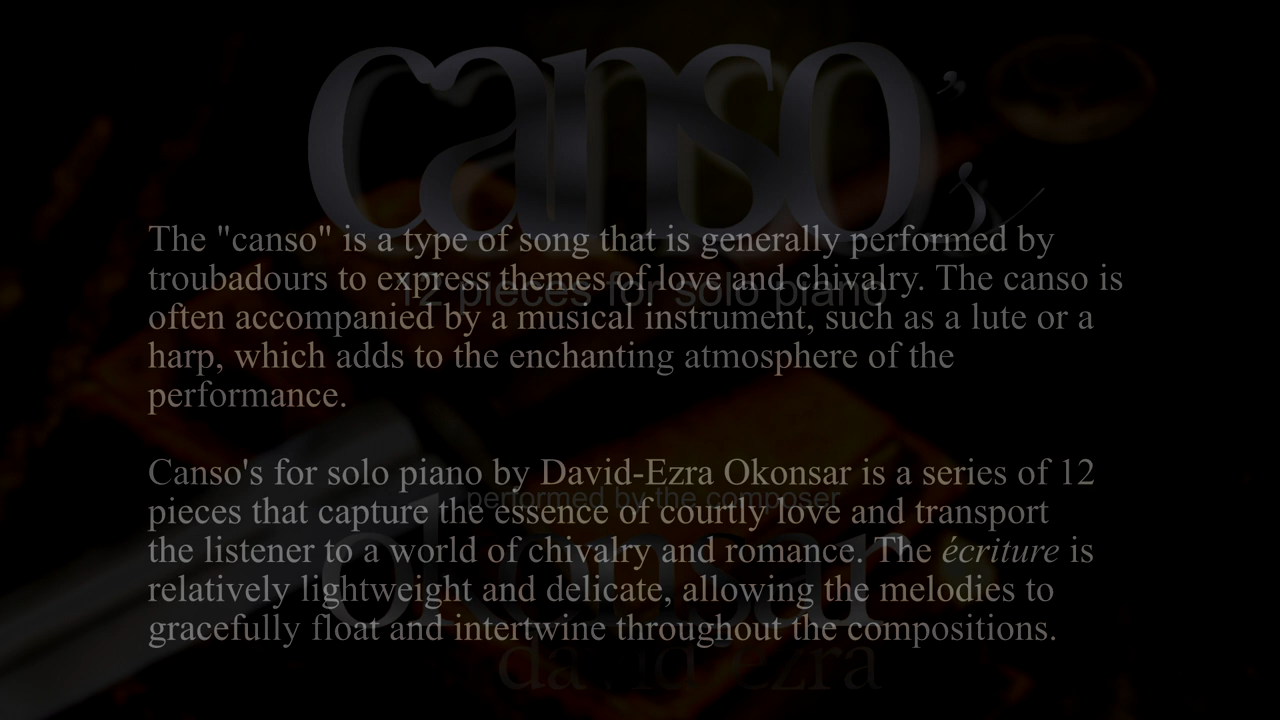 canso's
The "canso" is a type of song that is generally performed by
troubadours to express themes of love and chivalry. The canso is
12 pieces for solo piano
often accompanied by a musical instrument, such as a lute or a
harp, which adds to the enchanting atmosphere of the
performance.
Canso's for solo piano by David-Ezra Okonsar is a series of 12
performed by the composer
pieces that capture the essence of courtly love and transport
the listener to a world of chivalry and romance. The écriture is
okonsar
relatively lightweight and delicate, allowing the melodies to
gracefully float and intertwine throughout the compositions.
david ezra